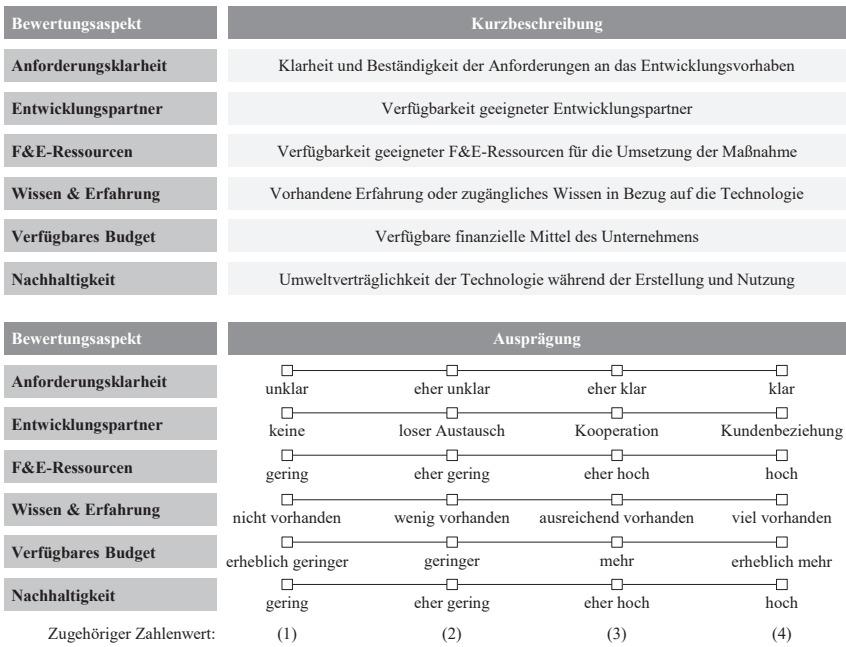 Bewertungsaspekt Kurzbeschreibung
Anforderungsklarheit Klarheit und Beständigkeit der Anforderungen an das Entwicklungsvorhaben
Entwicklungspartner Verfügbarkeit geeigneter Entwicklungspartner
F&E-Ressourcen Verfügbarkeit geeigneter F&E-Ressourcen für die Umsetzung der Maßnahme
Wissen & Erfahrung Vorhandene Erfahrung oder zugängliches Wissen in Bezug auf die Technologie
Verfügbares Budget Verfügbare finanzielle Mittel des Unternehmens
Nachhaltigkeit Umweltverträglichkeit der Technologie während der Erstellung und Nutzung
Bewertungsaspekt Ausprägung
Anforderungsklarheit unklar eher unklar eher klar klar
Entwicklungspartner keine loser Austausch Kooperation Kundenbeziehung
F&E-Ressourcen gering eher gering eher hoch hoch
Wissen & Erfahrung nicht vorhanden wenig vorhanden ausreichend vorhanden viel vorhanden
Verfügbares Budget erheblich geringer geringer mehr erheblich mehr
Nachhaltigkeit gering eher gering eher hoch hoch
Zugehöriger Zahlenwert: (1) (2) (3) (4)